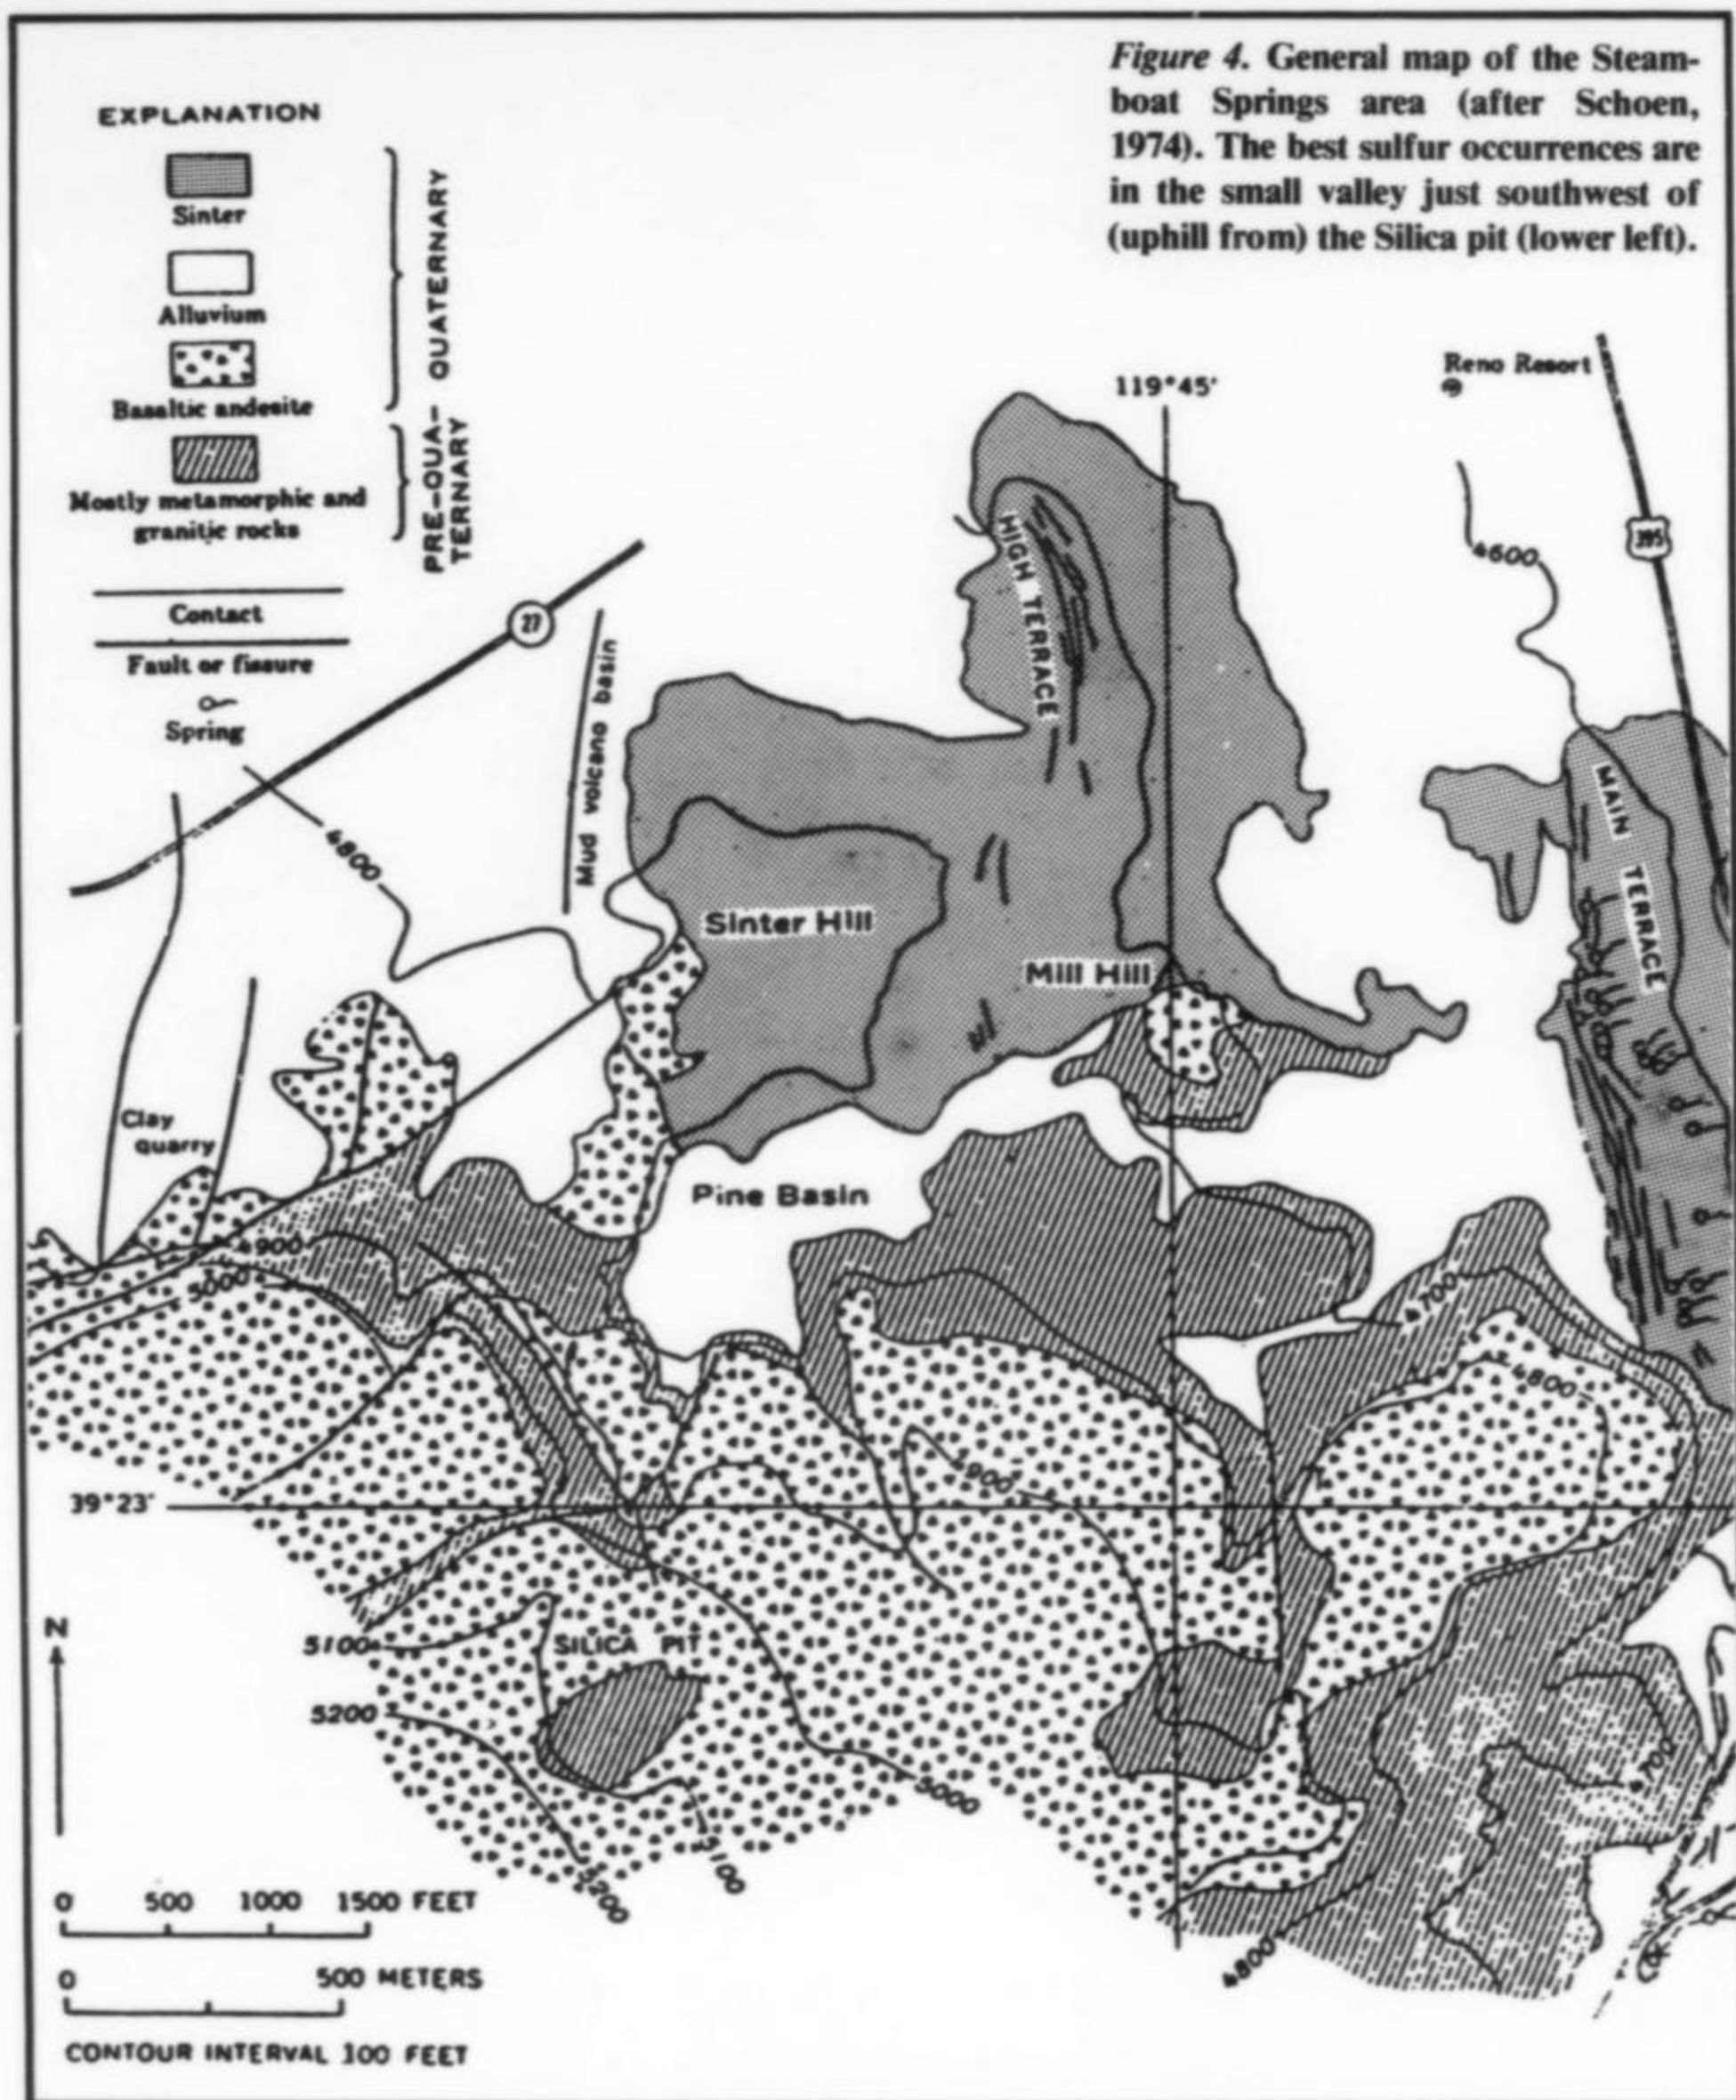 Figure 4. General map of the Steam-
boat Springs area (after Schoen,
1974). The best sulfur occurrences are
in the small valley just southwest of
(uphill from) the Silica pit (lower left).
EXPLANATION
Sinter
Alluvium
Basaltic andesite
Mostly metamorphic and
granitic rocks
QUATERNARY
PRE-QUA-
TERNARY
Contact
Fault or fissure
Spring
27
Mud volcano basin
4800
119°45'
Reno Resort
395
4600
HIGH TERRACE
MAIN TERRACE
Sinter Hill
Mill Hill
Clay
quarry
Pine Basin
4900
5000
4700
4800
4900
39°23'
N
5100
SILICA PIT
5200
5000
5100
5200
4700
4800
0 500 1000 1500 FEET
0 500 METERS
CONTOUR INTERVAL 100 FEET